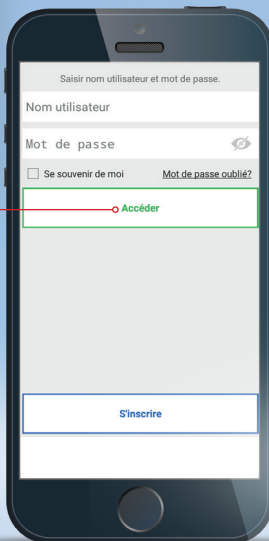 Saisir nom utilisateur et mot de passe.
Nom utilisateur
Mot de passe
Se souvenir de moi Mot de passe oublié?
Accéder
S'inscrire